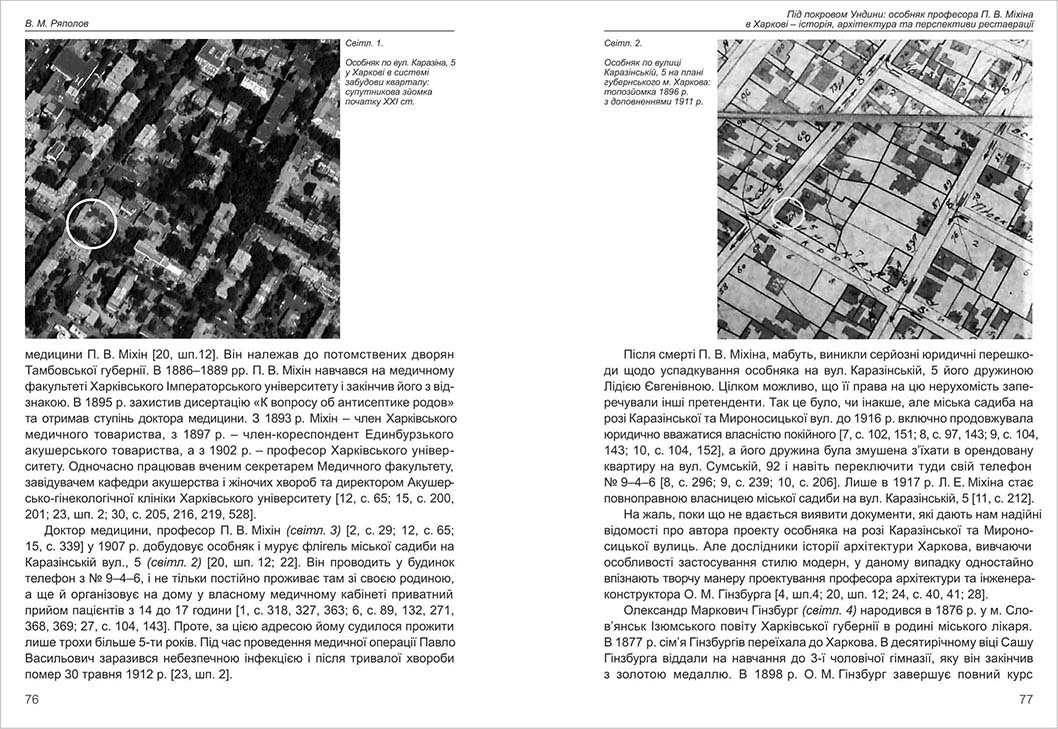 В. М. Ряполов
Світл. 1.
Особняк по вул. Каразіна, 5
у Харкові в системі
забудови кварталу:
супутникова зйомка
початку ХХІ ст.
медицини П. В. Міхін [20, шп.12]. Він належав до потомствених дворян
Тамбовської губернії. В 1886–1889 рр. П. В. Міхін навчався на медичному
факультеті Харківського Імператорського університету і закінчив його з від-
знакою. В 1895 р. захистив дисертацію «К вопросу об антисептике родов»
та отримав ступінь доктора медицини. З 1893 р. Міхін – член Харківського
медичного товариства, з 1897 р. – член-кореспондент Единбурзького
акушерського товариства, а з 1902 р. – професор Харківського універ-
ситету. Одночасно працював вченим секретарем Медичного факультету,
завідувачем кафедри акушерства і жіночих хвороб та директором Акушер-
сько-гінекологічної клініки Харківського університету [12, с. 65; 15, с. 200,
201; 23, шп. 2; 30, с. 205, 216, 219, 528].
Доктор медицини, професор П. В. Міхін (світл. 3) [2, с. 29; 12, с. 65;
15, с. 339] у 1907 р. добудовує особняк і мурує флігель міської садиби на
Каразінській вул., 5 (світл. 2) [20, шп. 12; 22]. Він проводить у будинок
телефон з № 9–4–6, і не тільки постійно проживає там зі своєю родиною,
а ще й організовує на дому у власному медичному кабінеті приватний
прийом пацієнтів з 14 до 17 години [1, с. 318, 327, 363; 6, с. 89, 132, 271,
368, 369; 27, с. 104, 143]. Проте, за цією адресою йому судилося прожити
лише трохи більше 5-ти років. Під час проведення медичної операції Павло
Васильович заразився небезпечною інфекцією і після тривалої хвороби
помер 30 травня 1912 р. [23, шп. 2].
76
Під покровом Ундини: особняк професора П. В. Міхіна
в Харкові – історія, архітектура та перспективи реставрації
Світл. 2.
Особняк по вулиці
Каразінській, 5 на плані
губернського м. Харкова:
топозйомка 1896 р.
з доповненнями 1911 р.
Після смерті П. В. Міхіна, мабуть, виникли серйозні юридичні перешко-
ди щодо успадкування особняка на вул. Каразінській, 5 його дружиною
Лідією Євгенівною. Цілком можливо, що її права на цю нерухомість запе-
речували інші претенденти. Так це було, чи інакше, але міська садиба на
розі Каразінської та Мироносицької вул. до 1916 р. включно продовжувала
юридично вважатися власністю покійного [7, с. 102, 151; 8, с. 97, 143; 9, с. 104,
143; 10, с. 104, 152], а його дружина була змушена з’їхати в орендовану
квартиру на вул. Сумській, 92 і навіть переключити туди свій телефон
№ 9–4–6 [8, с. 296; 9, с. 239; 10, с. 206]. Лише в 1917 р. Л. Е. Міхіна стає
повноправною власницею міської садиби на вул. Каразінській, 5 [11, с. 212].
На жаль, поки що не вдається виявити документи, які дають нам надійні
відомості про автора проекту особняка на розі Каразінської та Мироно-
сицької вулиць. Але дослідники історії архітектури Харкова, вивчаючи
особливості застосування стилю модерн, у даному випадку одностайно
впізнають творчу манеру проектування професора архітектури та інженера-
конструктора О. М. Гінзбурга [4, шп.4; 20, шп. 12; 24, с. 40, 41; 28].
Олександр Маркович Гінзбург (світл. 4) народився в 1876 р. у м. Сло-
в’янськ Ізюмського повіту Харківської губернії в родині міського лікаря.
В 1877 р. сім’я Гінзбургів переїхала до Харкова. В десятирічному віці Сашу
Гінзбурга віддали на навчання до 3-ї чоловічої гімназії, яку він закінчив
з золотою медаллю. В 1898 р. О. М. Гінзбург завершує повний курс
77